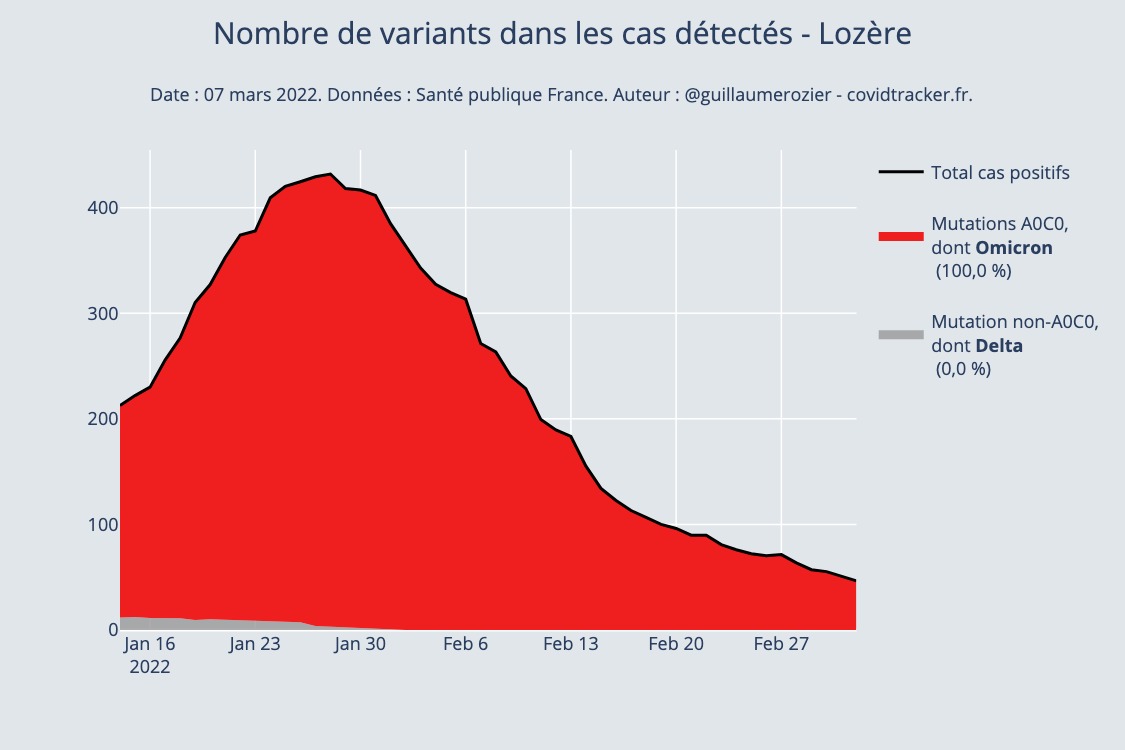 Nombre de variants dans les cas détectés - Lozère
Date : 07 mars 2022. Données : Santé publique France. Auteur : @guillaumerozier - covidtracker.fr.
Total cas positifs
Mutations A0C0,
dont Omicron
(100,0 %)
Mutation non-A0C0,
dont Delta
(0,0 %)
400
300
200
100
0
Jan 16 Jan 23 Jan 30 Feb 6 Feb 13 Feb 20 Feb 27
2022